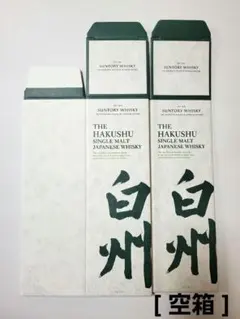 SUNTORY WHISKY
THE
HAKUSHU
SINGLE MALT
JAPANESE WHISKY
白州
SUNTORY WHISKY
THE
HAKUSHU
SINGLE MALT
JAPANESE WHISKY
白州
[ 空箱 ]